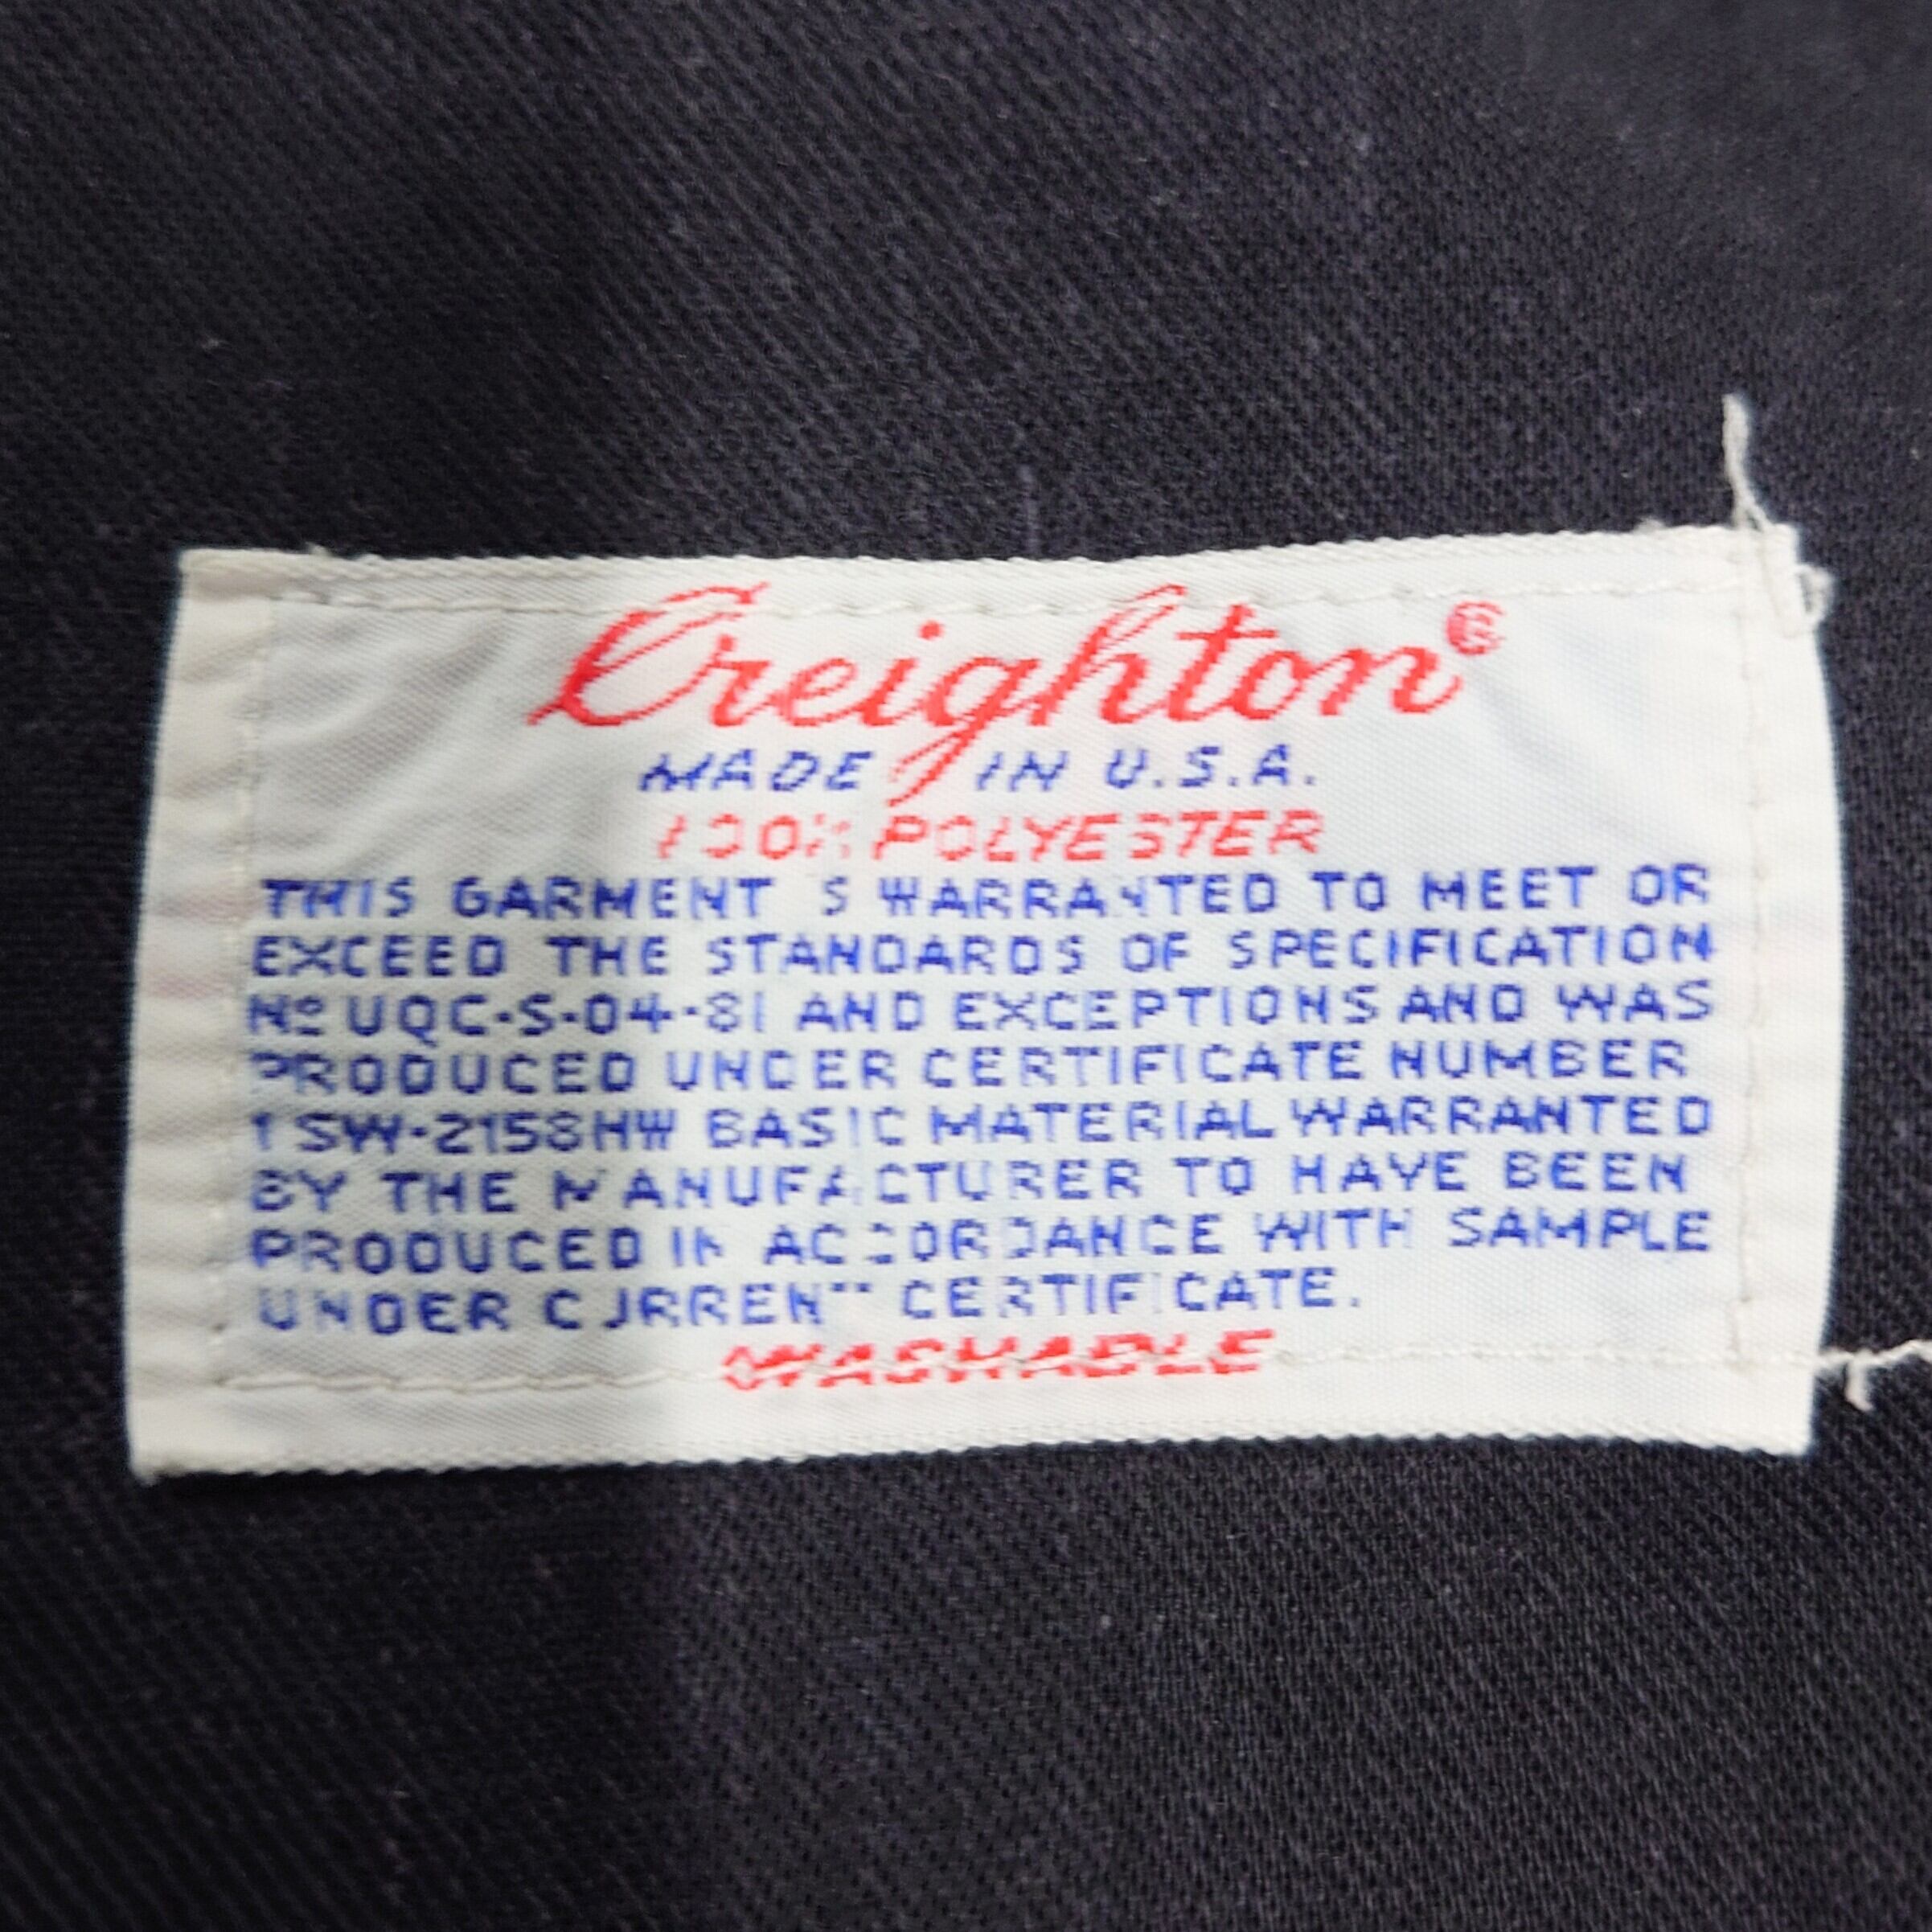 Creighton®
MADE IN U.S.A.
100% POLYESTER
THIS GARMENT IS WARRANTED TO MEET OR
EXCEED THE STANDARDS OF SPECIFICATION
Nº UQC-S-04-81 AND EXCEPTIONS AND WAS
PRODUCED UNDER CERTIFICATE NUMBER
1SW-2158HW BASIC MATERIAL WARRANTED
BY THE MANUFACTURER TO HAVE BEEN
PRODUCED IN ACCORDANCE WITH SAMPLE
UNDER CURRENT CERTIFICATE.
WASHABLE